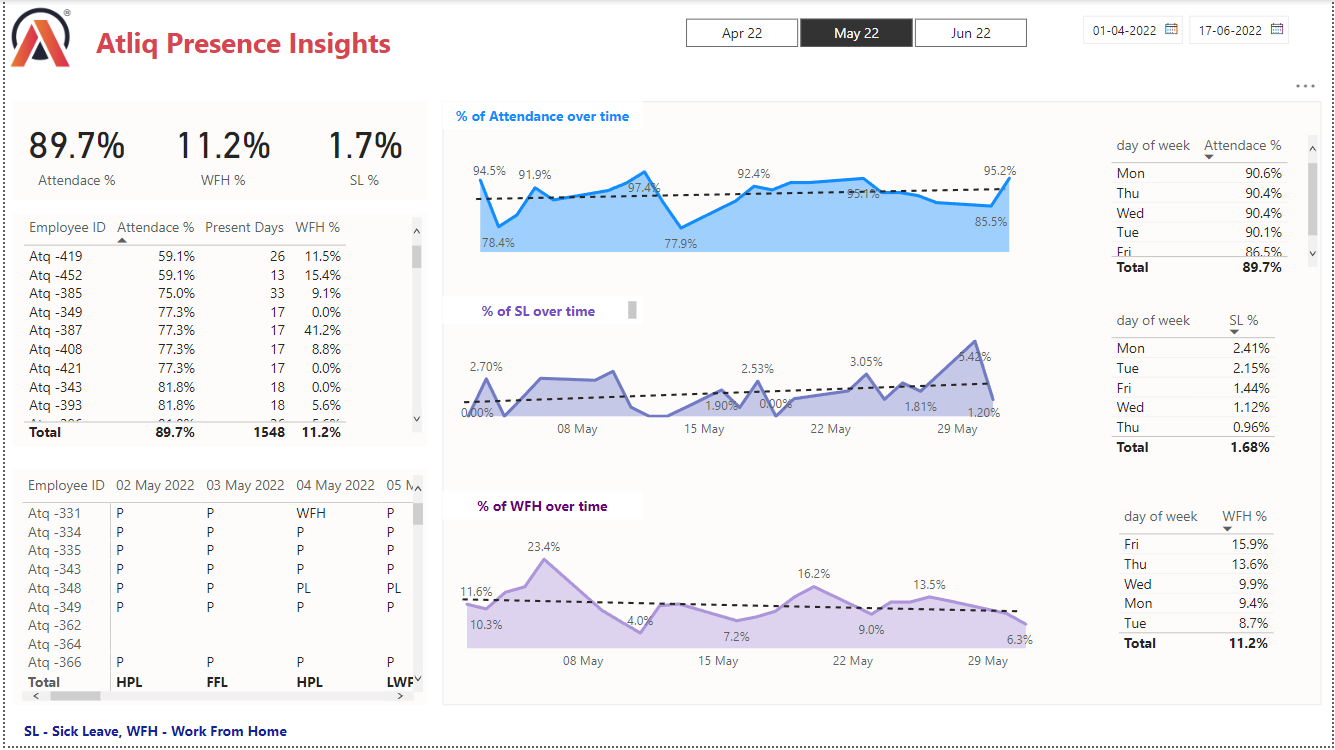 Atliq Presence Insights
Apr 22 May 22 Jun 22
01-04-2022 17-06-2022
89.7% 11.2% 1.7%
Attendace % WFH % SL %
Employee ID Attendace % Present Days WFH %
Atq -419 59.1% 26 11.5%
Atq -452 59.1% 13 15.4%
Atq -385 75.0% 33 9.1%
Atq -349 77.3% 17 0.0%
Atq -387 77.3% 17 41.2%
Atq -408 77.3% 17 8.8%
Atq -421 77.3% 17 0.0%
Atq -343 81.8% 18 0.0%
Atq -393 81.8% 18 5.6%
Total 89.7% 1548 11.2%
Employee ID 02 May 2022 03 May 2022 04 May 2022 05 M
Atq -331 P P WFH P
Atq -334 P P P P
Atq -335 P P P P
Atq -343 P P P P
Atq -348 P P PL PL
Atq -349 P P P P
Atq -362
Atq -364
Atq -366 P P P P
Total HPL FFL HPL LWP
% of Attendance over time
94.5% 91.9% 97.4% 92.4% 95.1% 95.2%
78.4% 77.9% 85.5%
day of week Attendace %
Mon 90.6%
Thu 90.4%
Wed 90.4%
Tue 90.1%
Fri 86.5%
Total 89.7%
% of SL over time
2.70% 2.53% 3.05% 5.42%
0.00% 1.90% 0.00% 1.81% 1.20%
08 May 15 May 22 May 29 May
day of week SL %
Mon 2.41%
Tue 2.15%
Fri 1.44%
Wed 1.12%
Thu 0.96%
Total 1.68%
% of WFH over time
11.6% 23.4% 16.2% 13.5%
10.3% 4.0% 7.2% 9.0% 6.3%
08 May 15 May 22 May 29 May
day of week WFH %
Fri 15.9%
Thu 13.6%
Wed 9.9%
Mon 9.4%
Tue 8.7%
Total 11.2%
SL - Sick Leave, WFH - Work From Home